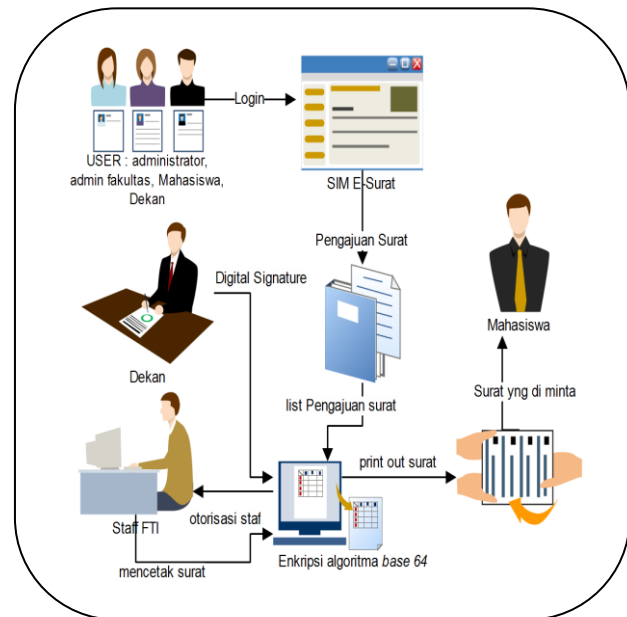 Login
USER : administrator,
admin fakultas, Mahasiswa,
Dekan
SIM E-Surat
Pengajuan Surat
Digital Signature
Mahasiswa
Dekan
Surat yng di minta
list Pengajuan surat
print out surat
Staff FTI
otorisasi staf
mencetak surat
Enkripsi algoritma base 64